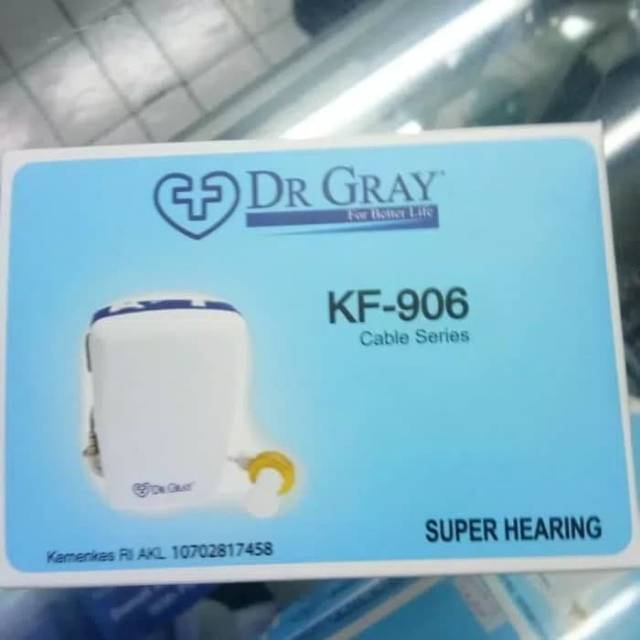 DR GRAY®
For Better Life
KF-906
Cable Series
DR GRAY®
SUPER HEARING
Kemenkes RI AKL 10702817458